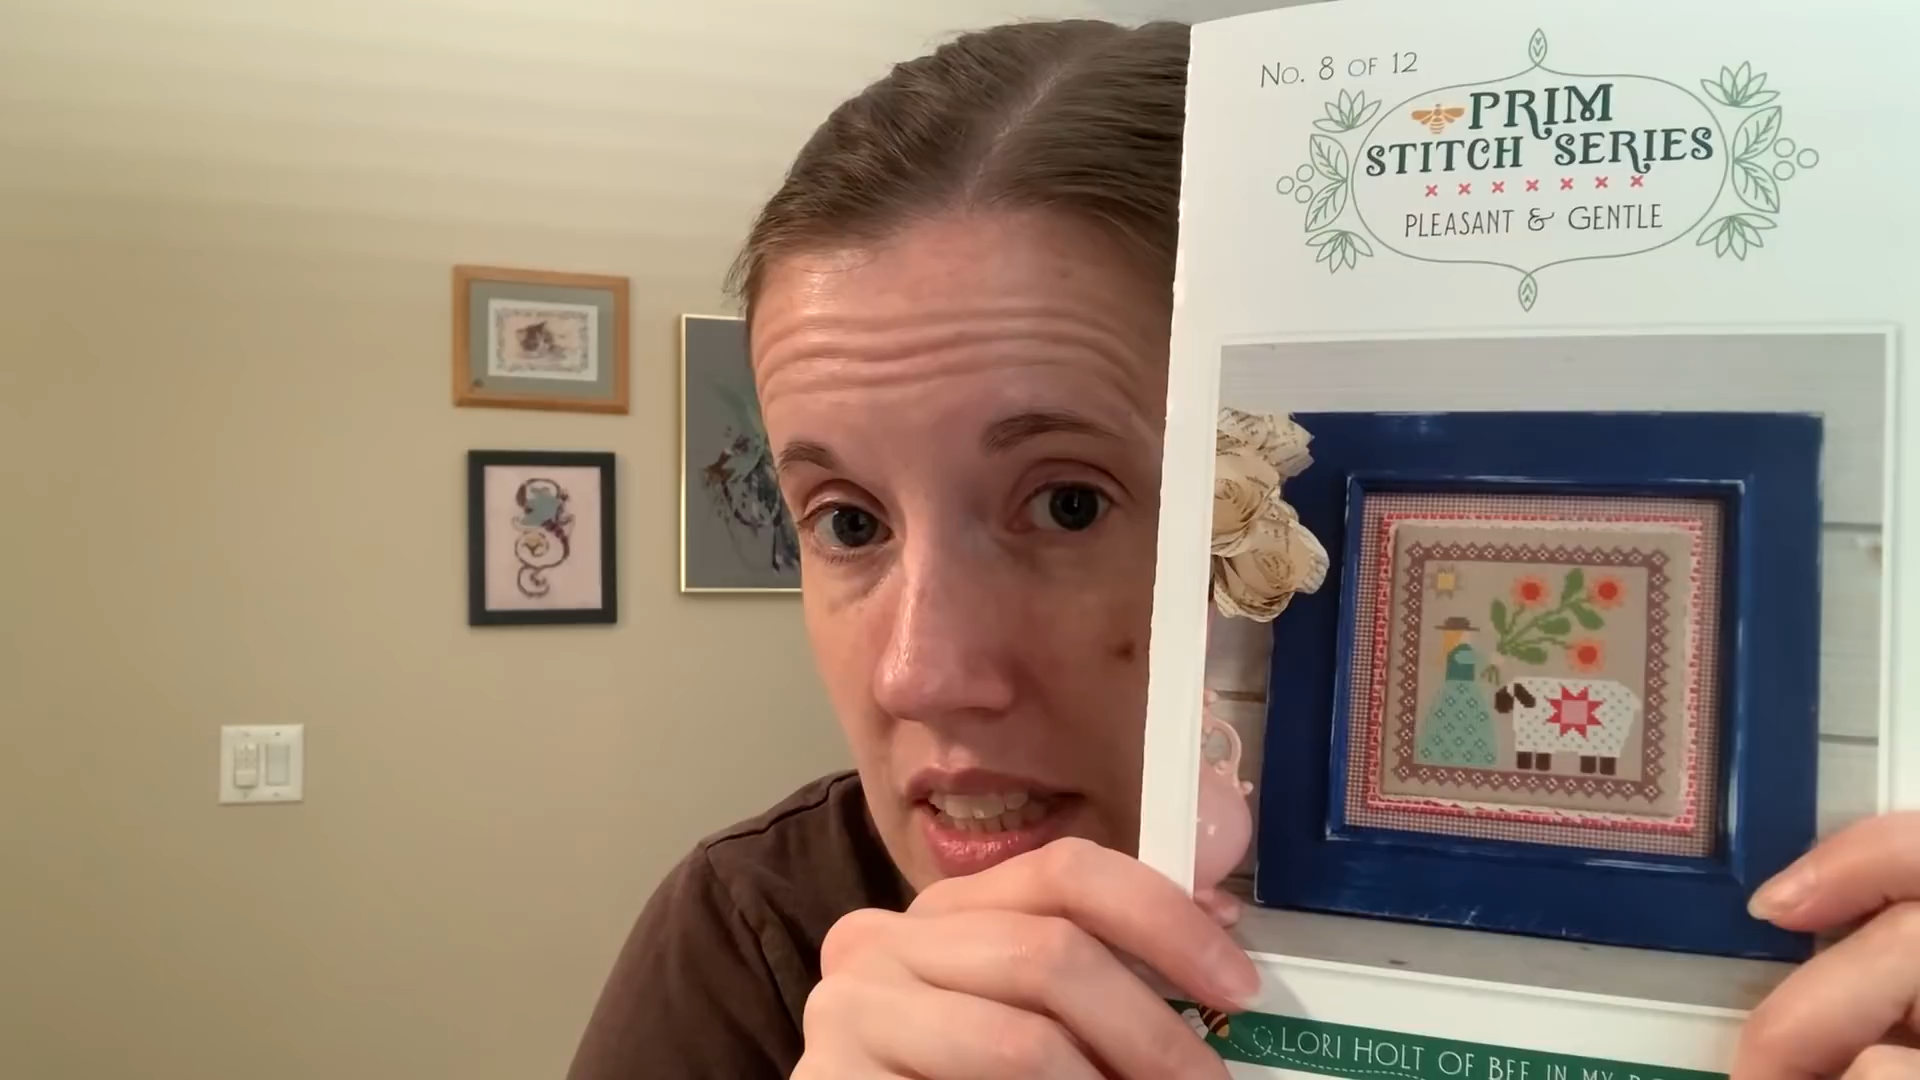 No. 8 OF 12
PRIM
STITCH SERIES
PLEASANT & GENTLE
LORI HOLT OF BEE IN MY